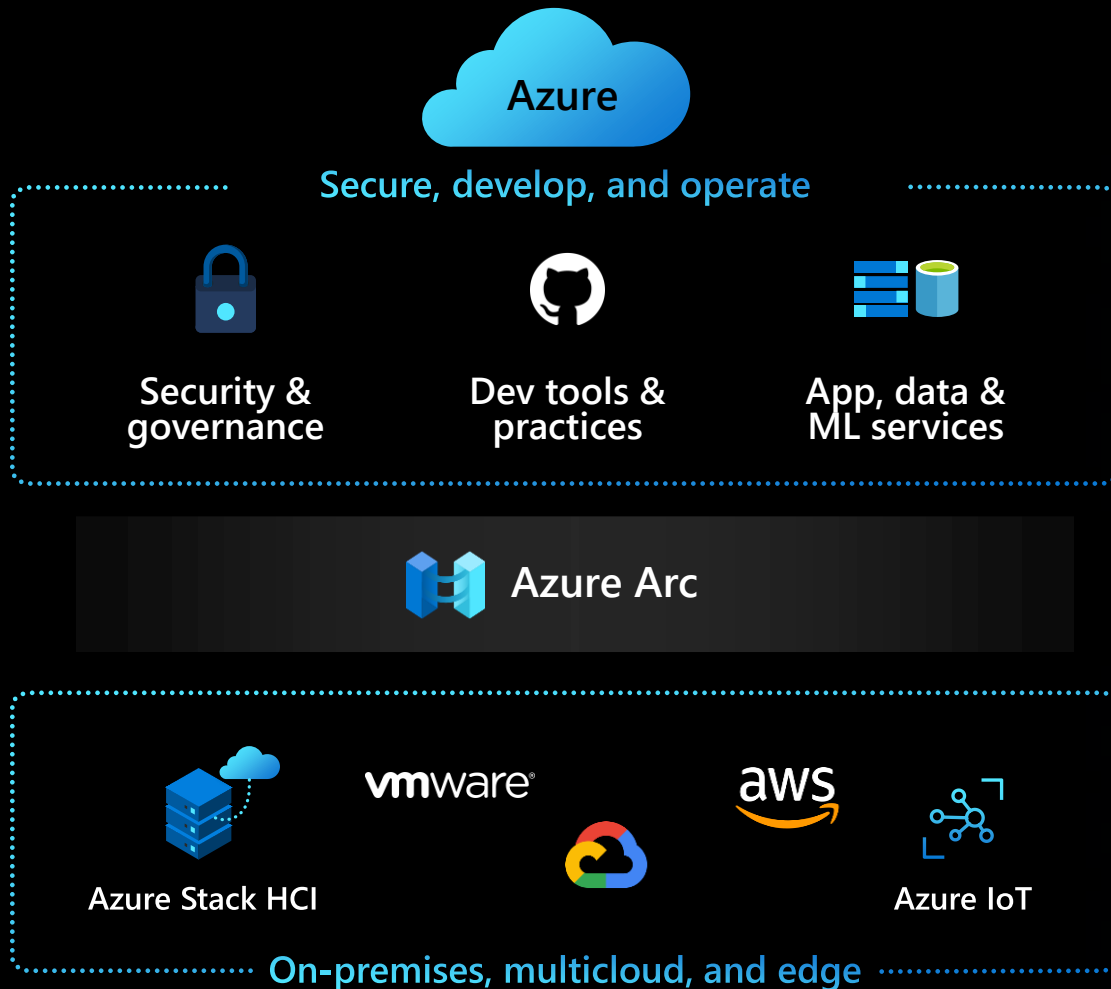 Azure
Secure, develop, and operate
Security &
governance
Dev tools &
practices
App, data &
ML services
Azure Arc
vmware®
aws
Azure Stack HCI
Azure IoT
On-premises, multicloud, and edge